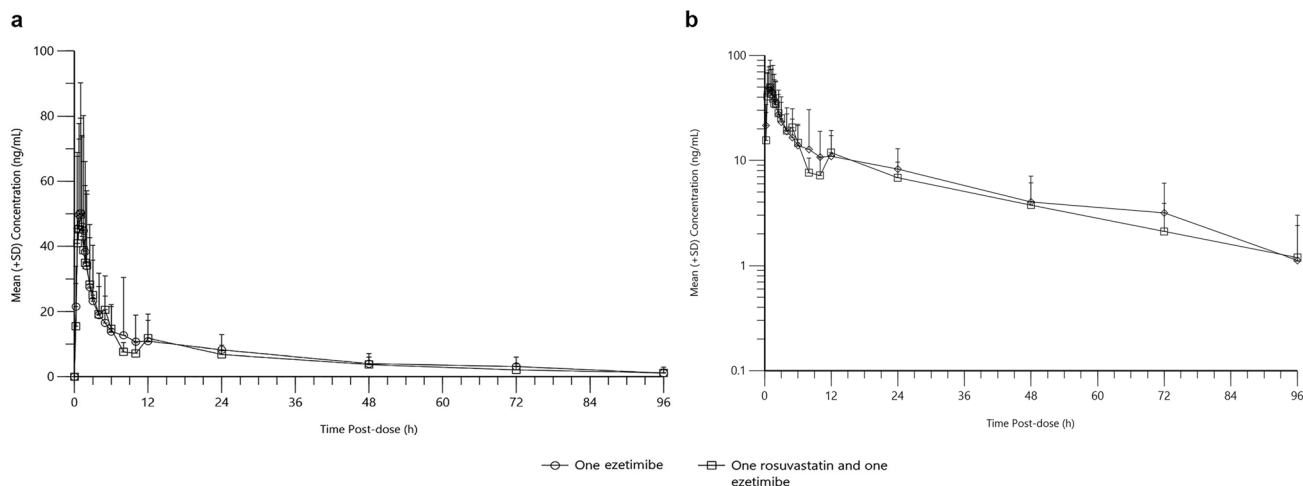 a
100
80
60
40
20
0
Mean (+SD) Concentration (ng/mL)
0 12 24 36 48 60 72 84 96
Time Post-dose (h)
b
100
10
1
0.1
Mean (+SD) Concentration (ng/mL)
0 12 24 36 48 60 72 84 96
Time Post-dose (h)
One ezetimibe
One rosuvastatin and one
ezetimibe